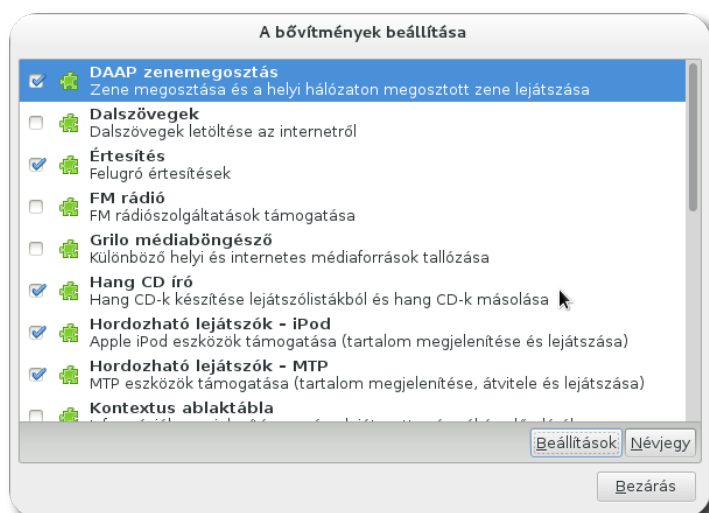 A bővítmények beállítása
DAAP zenemegosztás
Zene megosztása és a helyi hálózaton megosztott zene lejátszása
Dalszövegek
Dalszövegek letöltése az internetről
Értesítés
Felugró értesítések
FM rádió
FM rádiószolgáltatások támogatása
Grilo médiaböngésző
Különböző helyi és internetes médiaforrások tallózása
Hang CD író
Hang CD-k készítése lejátszólistákból és hang CD-k másolása
Hordozható lejátszók – iPod
Apple iPod eszközök támogatása (tartalom megjelenítése és lejátszása)
Hordozható lejátszók – MTP
MTP eszközök támogatása (tartalom megjelenítése, átvitele és lejátszása)
Kontextus ablaktábla
Beállítások Névjegy
Bezárás